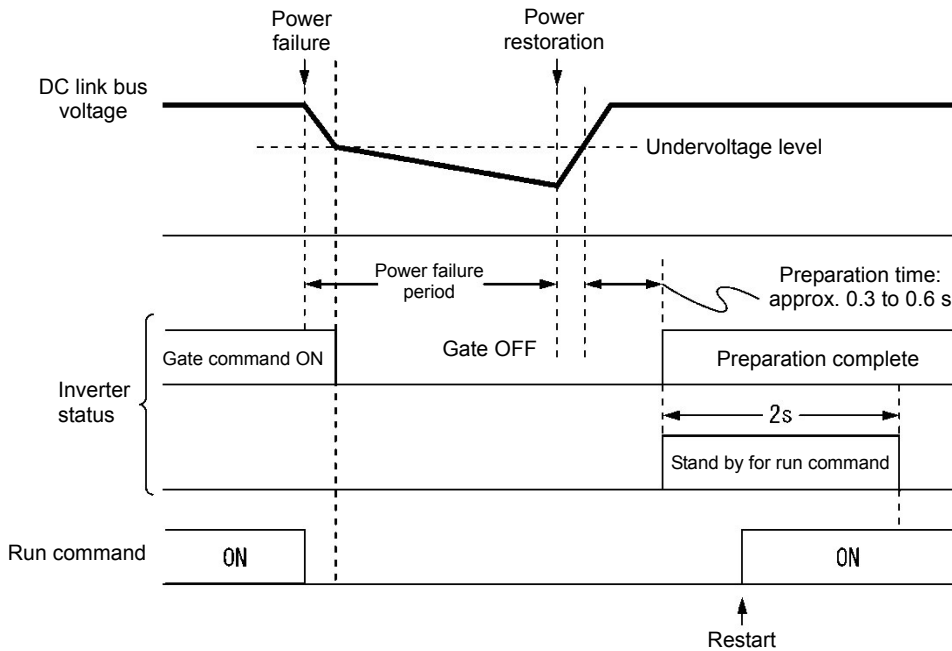 Power
failure
Power
restoration
DC link bus
voltage
Undervoltage level
Power failure
period
Preparation time:
approx. 0.3 to 0.6 s
Gate command ON
Gate OFF
Preparation complete
Inverter
status
2s
Stand by for run command
Run command
ON
ON
Restart